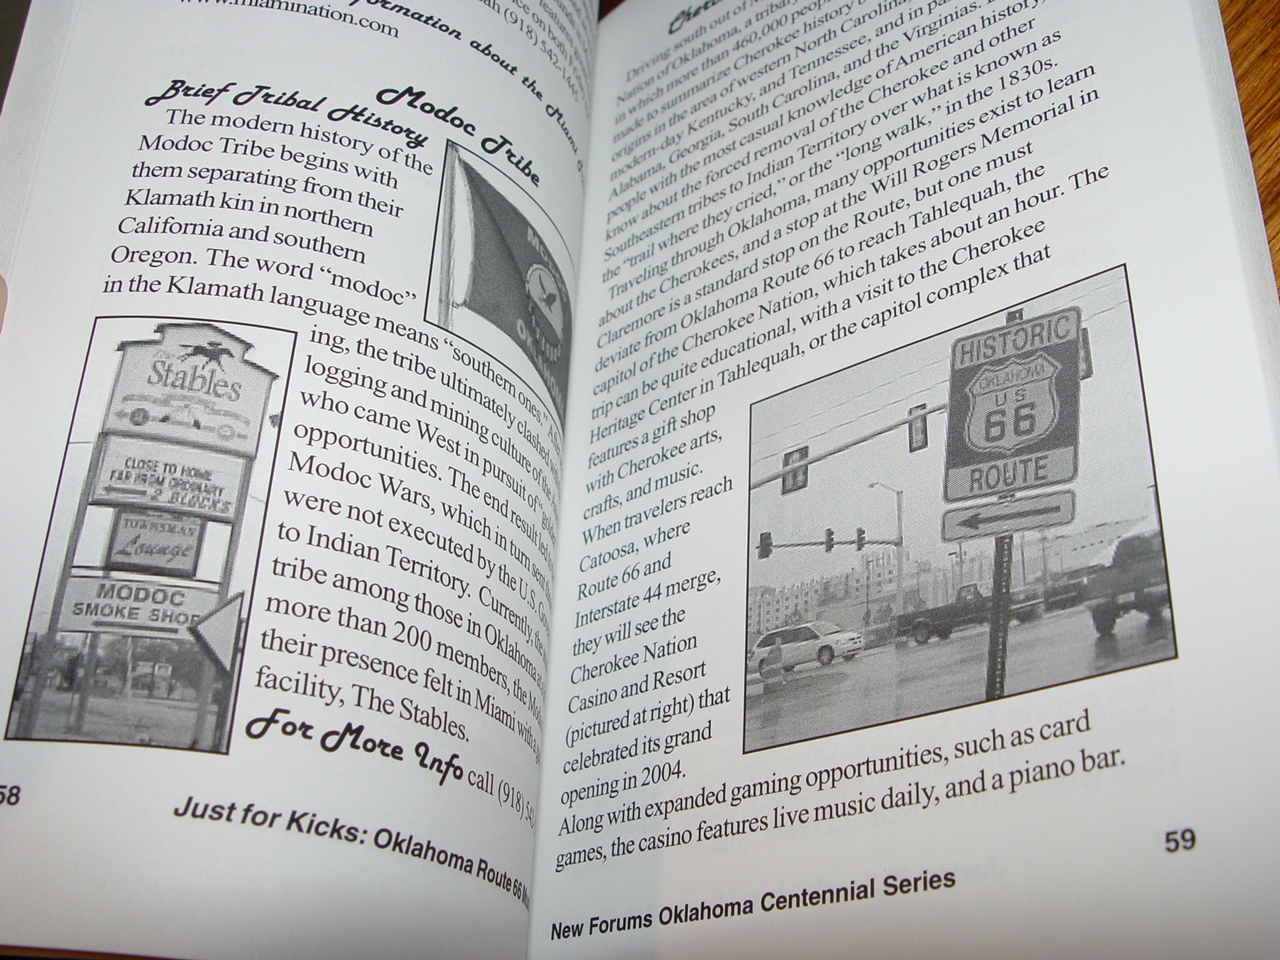 www.miamination.com
formation about the Miami
Modoc Tribe
Brief Tribal History
The modern history of the
Modoc Tribe begins with
them separating from their
Klamath kin in northern
California and southern
Oregon. The word “modoc”
in the Klamath language means “southern ones.”
ing, the tribe ultimately clashed
logging and mining culture of the
who came West in pursuit of
opportunities. The end result led to
Modoc Wars, which in turn sent
were not executed by the U.S.
to Indian Territory. Currently, the
tribe among those in Oklahoma
more than 200 members, the
their presence felt in Miami with
facility, The Stables.
For More Info call (918)
The
Stables
CLOSE TO HOME
FAR FROM ORDINARY
2 BLOCKS
TOWNSMAN
Lounge
MODOC
SMOKE SHOP
58
Just for Kicks: Oklahoma Route 66
Driving south out of
Nation of Oklahoma, a tribal
in which more than 460,000
made to summarize Cherokee history
origins in the area of western North Carolina,
modern-day Kentucky, and Tennessee, and in
Alabama, Georgia, South Carolina, and the Virginias.
people with the most casual knowledge of American history,
know about the forced removal of the Cherokee and other
Southeastern tribes to Indian Territory over what is known as
the “trail where they cried,” or the “long walk,” in the 1830s.
Traveling through Oklahoma, many opportunities exist to learn
about the Cherokees, and a stop at the Will Rogers Memorial in
Claremore is a standard stop on the Route, but one must
deviate from Oklahoma Route 66 to reach Tahlequah, the
capitol of the Cherokee Nation, which takes about an hour. The
trip can be quite educational, with a visit to the Cherokee
Heritage Center in Tahlequah, or the capitol complex that
features a gift shop
with Cherokee arts,
crafts, and music.
When travelers reach
Catoosa, where
Route 66 and
Interstate 44 merge,
they will see the
Cherokee Nation
Casino and Resort
(pictured at right) that
celebrated its grand
opening in 2004.
Along with expanded gaming opportunities, such as card
games, the casino features live music daily, and a piano bar.
HISTORIC
OKLAHOMA
US
66
ROUTE
59
New Forums Oklahoma Centennial Series